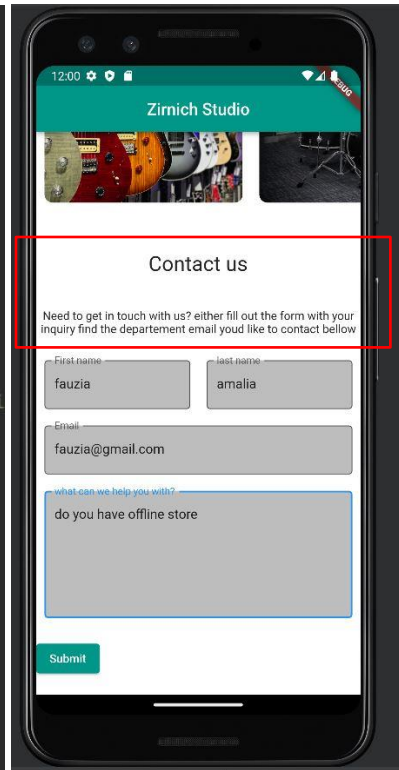 12:00
DEBUG
Zirnich Studio
Contact us
Need to get in touch with us? either fill out the form with your
inquiry find the departement email youd like to contact bellow
First name
last name
fauzia
amalia
Email
fauzia@gmail.com
what can we help you with?
do you have offline store
Submit